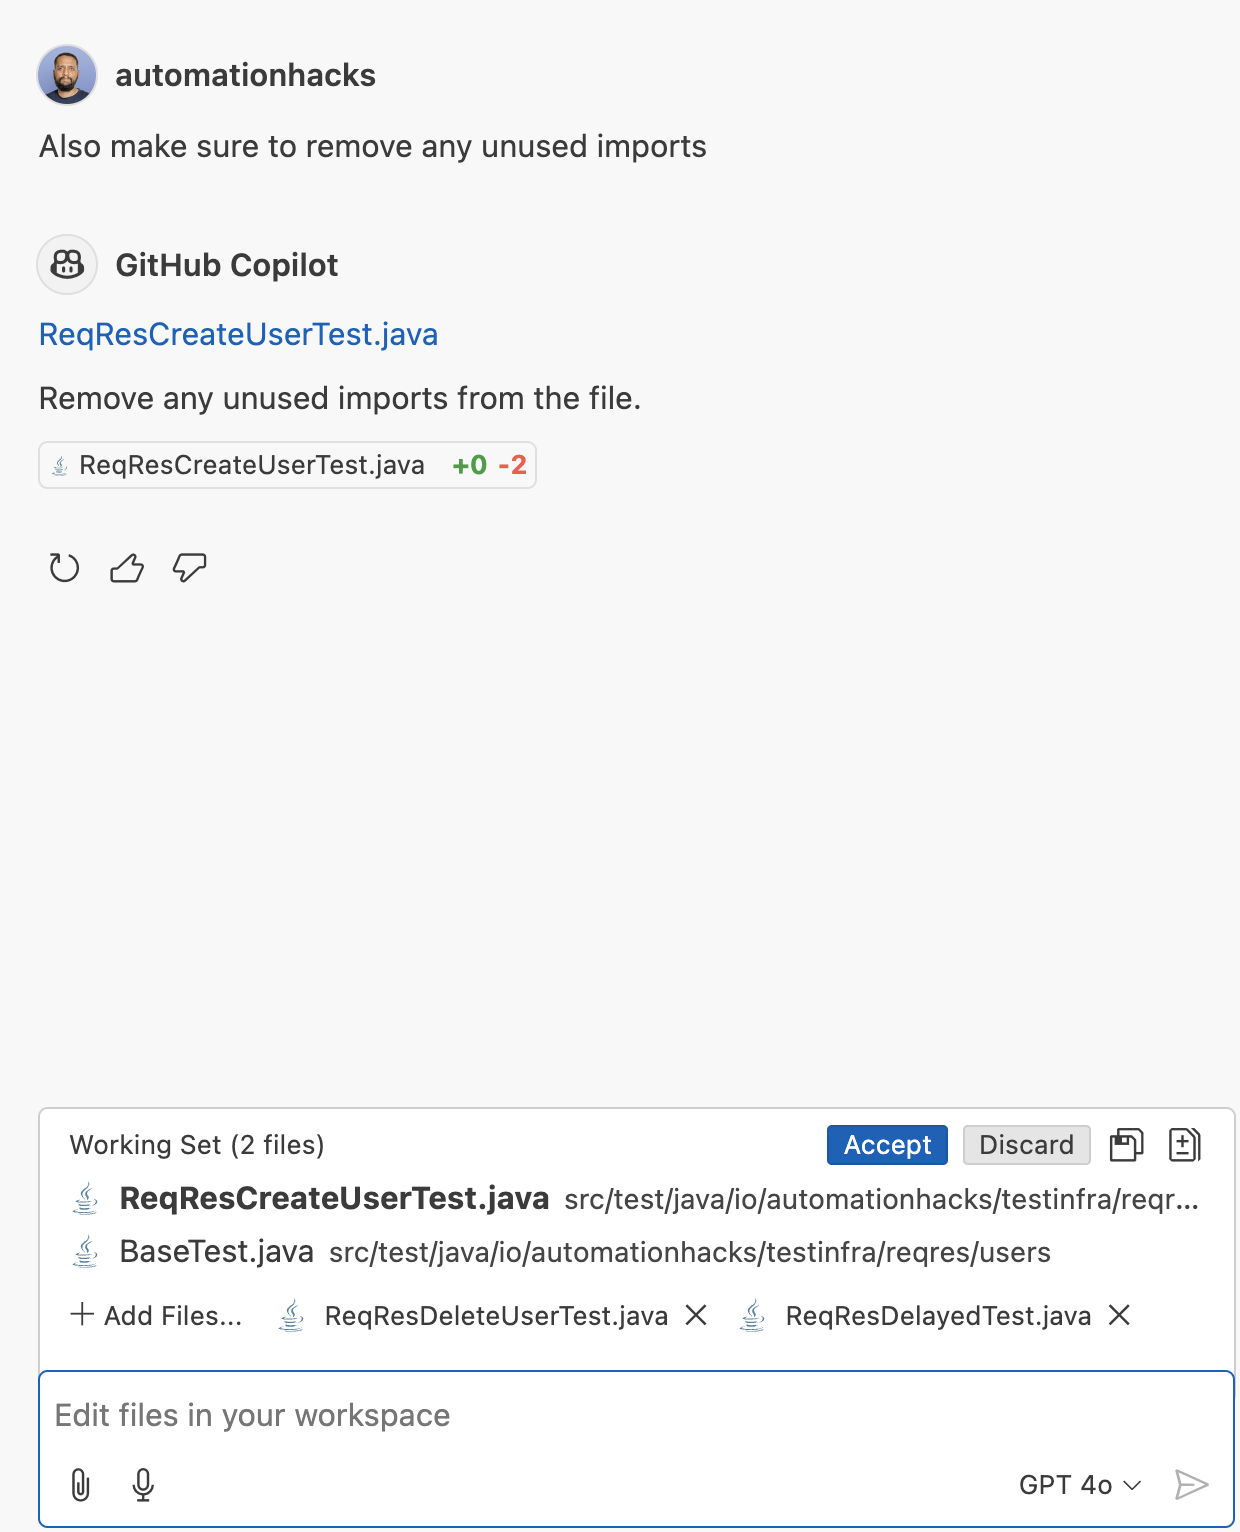 automationhacks
Also make sure to remove any unused imports
GitHub Copilot
ReqResCreateUserTest.java
Remove any unused imports from the file.
ReqResCreateUserTest.java +0 -2
Working Set (2 files) Accept Discard
ReqResCreateUserTest.java src/test/java/io/automationhacks/testinfra/reqr...
BaseTest.java src/test/java/io/automationhacks/testinfra/reqres/users
+ Add Files... ReqResDeleteUserTest.java ReqResDelayedTest.java
Edit files in your workspace
GPT 4o